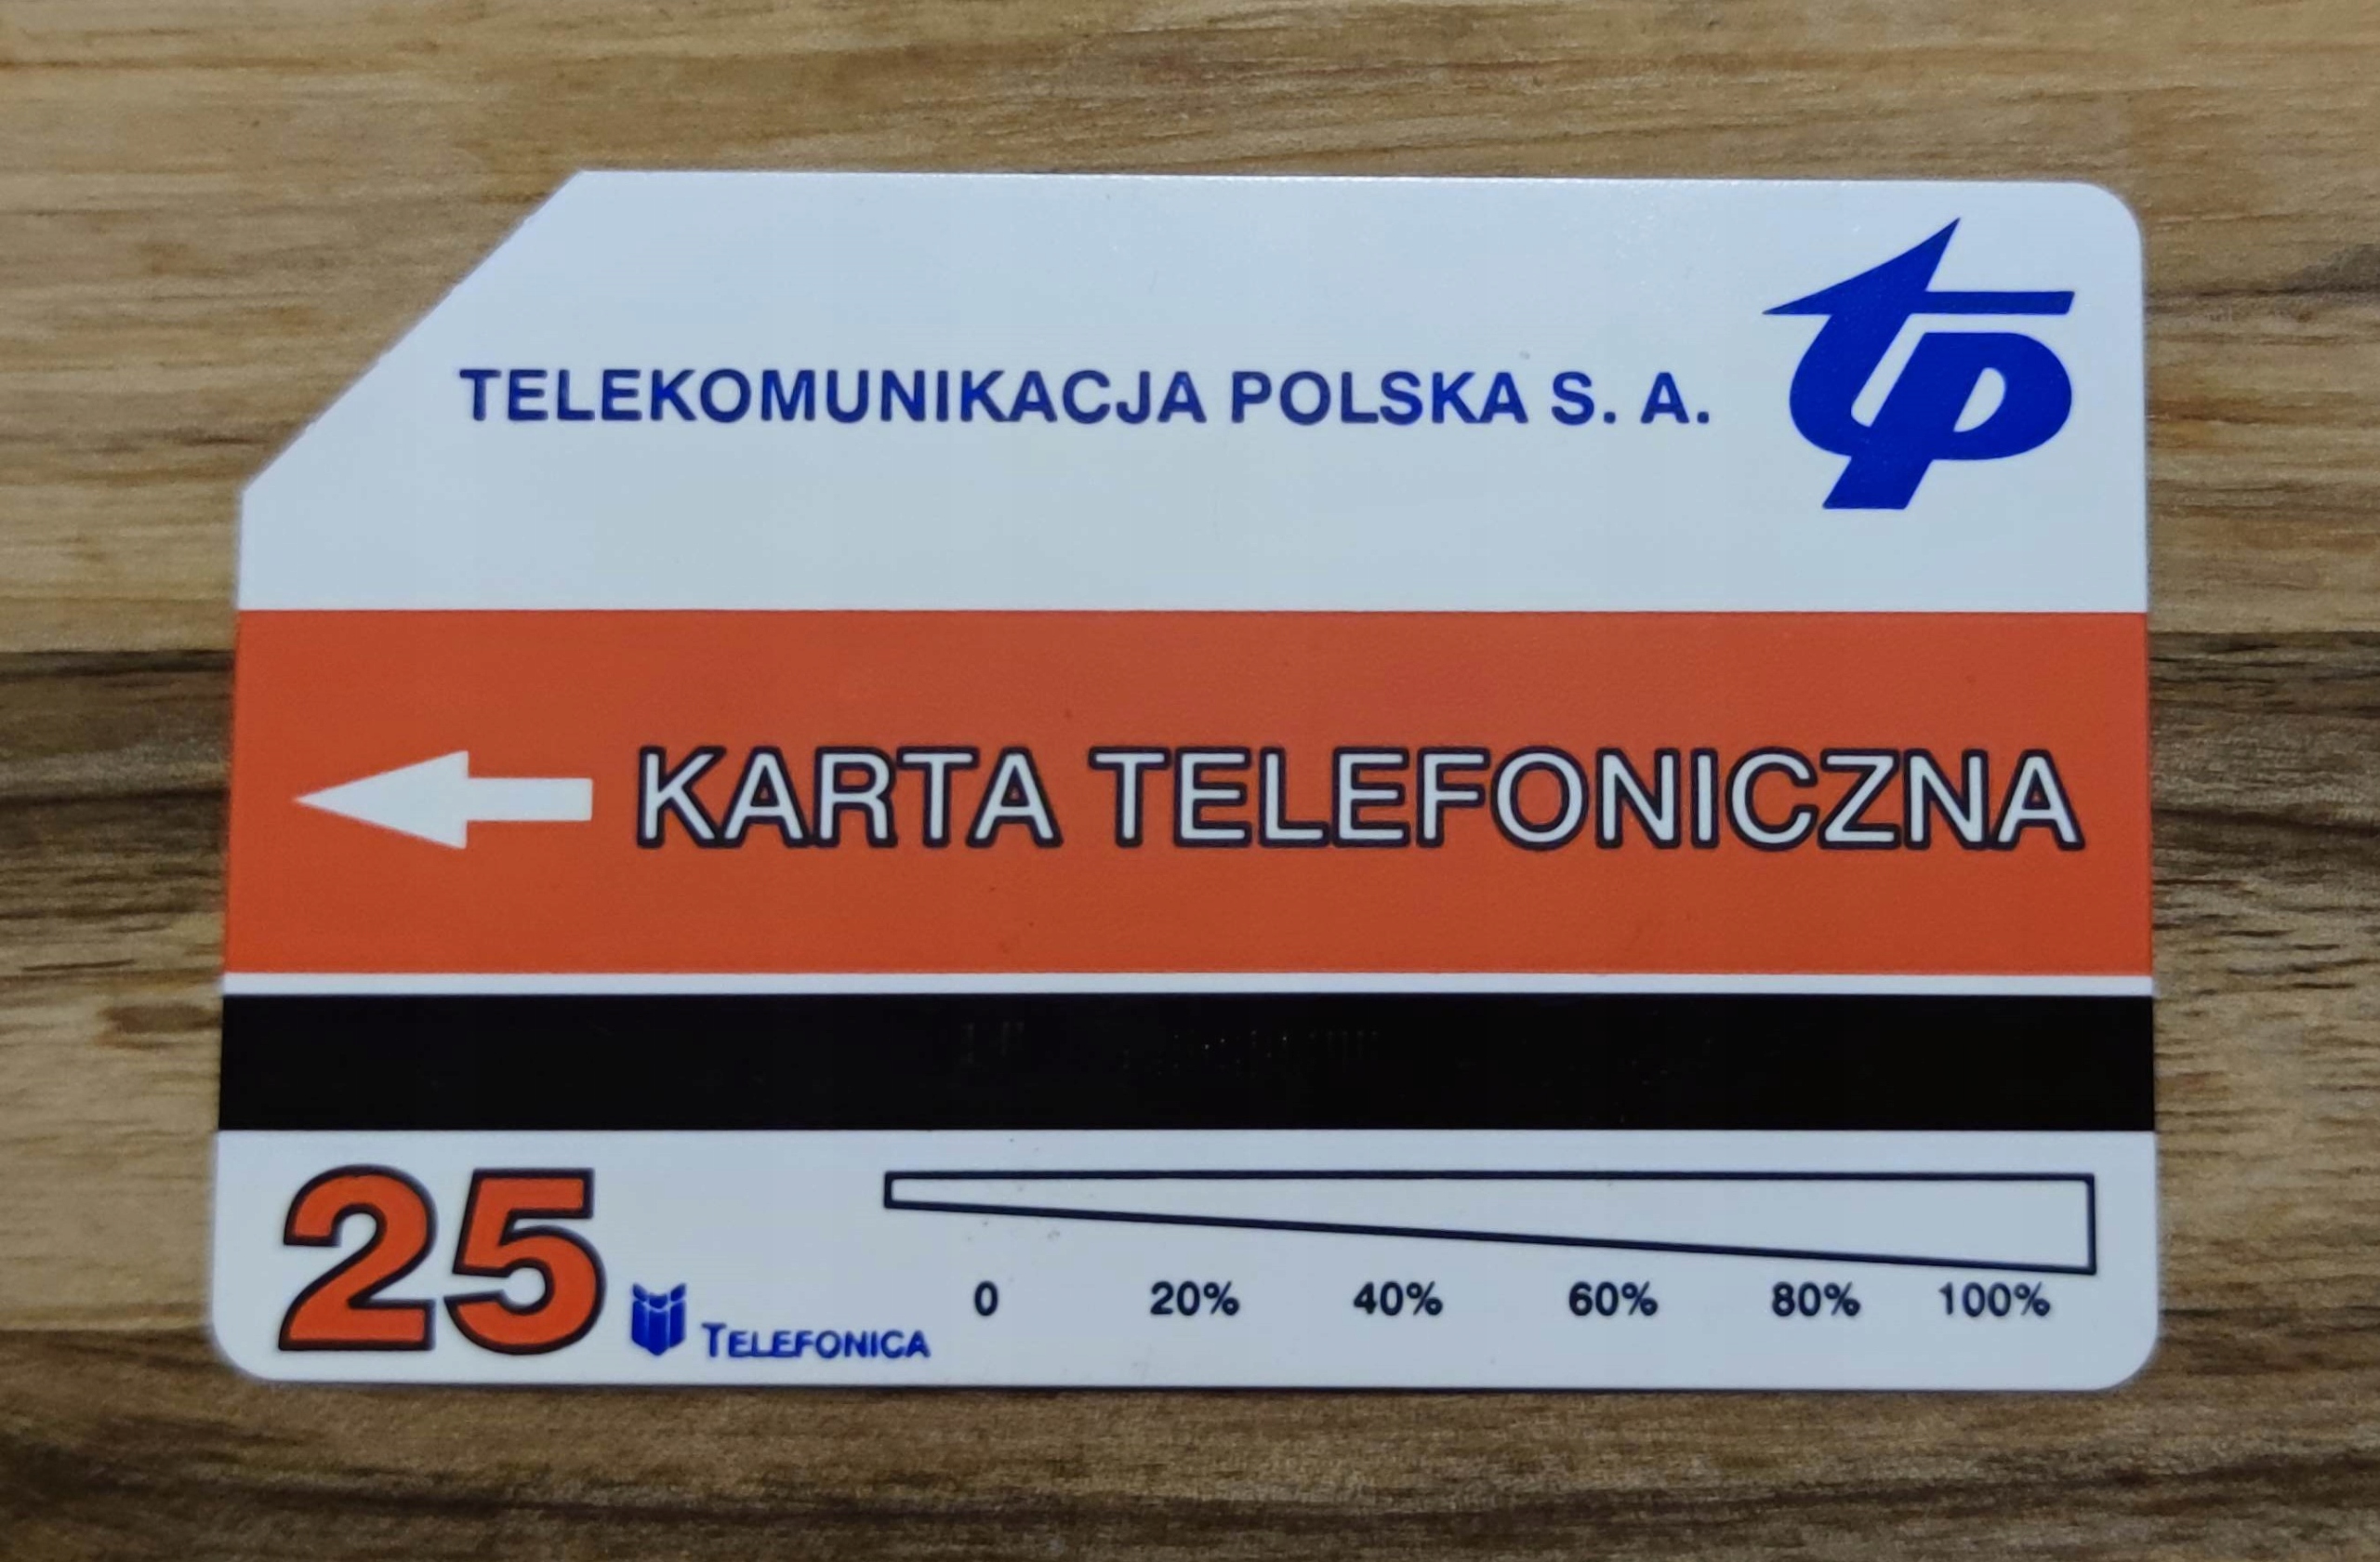 TELEKOMUNIKACJA POLSKA S. A.
tp
KARTA TELEFONICZNA
25
TELEFONICA
0 20% 40% 60% 80% 100%